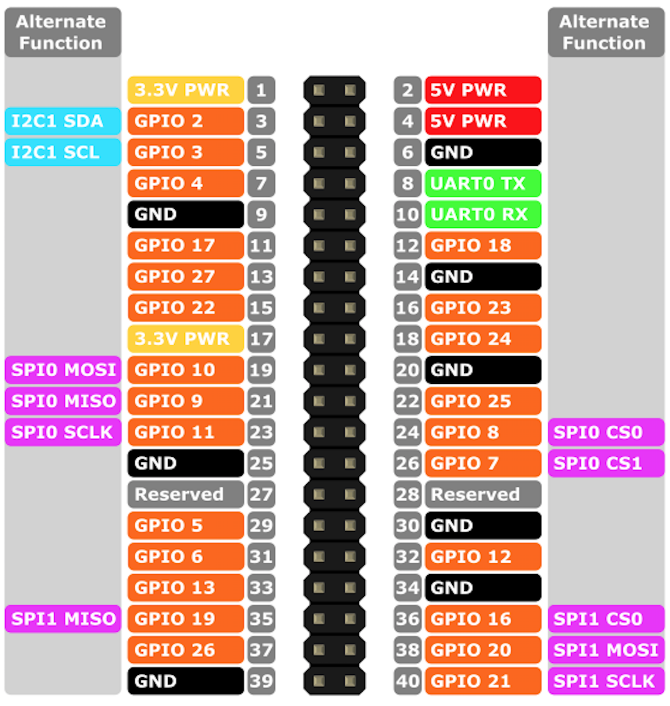 Alternate Function
Alternate Function
3.3V PWR 1 2 5V PWR
I2C1 SDA GPIO 2 3 4 5V PWR
I2C1 SCL GPIO 3 5 6 GND
GPIO 4 7 8 UART0 TX
GND 9 10 UART0 RX
GPIO 17 11 12 GPIO 18
GPIO 27 13 14 GND
GPIO 22 15 16 GPIO 23
3.3V PWR 17 18 GPIO 24
SPI0 MOSI GPIO 10 19 20 GND
SPI0 MISO GPIO 9 21 22 GPIO 25
SPI0 SCLK GPIO 11 23 24 GPIO 8 SPI0 CS0
GND 25 26 GPIO 7 SPI0 CS1
Reserved 27 28 Reserved
GPIO 5 29 30 GND
GPIO 6 31 32 GPIO 12
GPIO 13 33 34 GND
SPI1 MISO GPIO 19 35 36 GPIO 16 SPI1 CS0
GPIO 26 37 38 GPIO 20 SPI1 MOSI
GND 39 40 GPIO 21 SPI1 SCLK